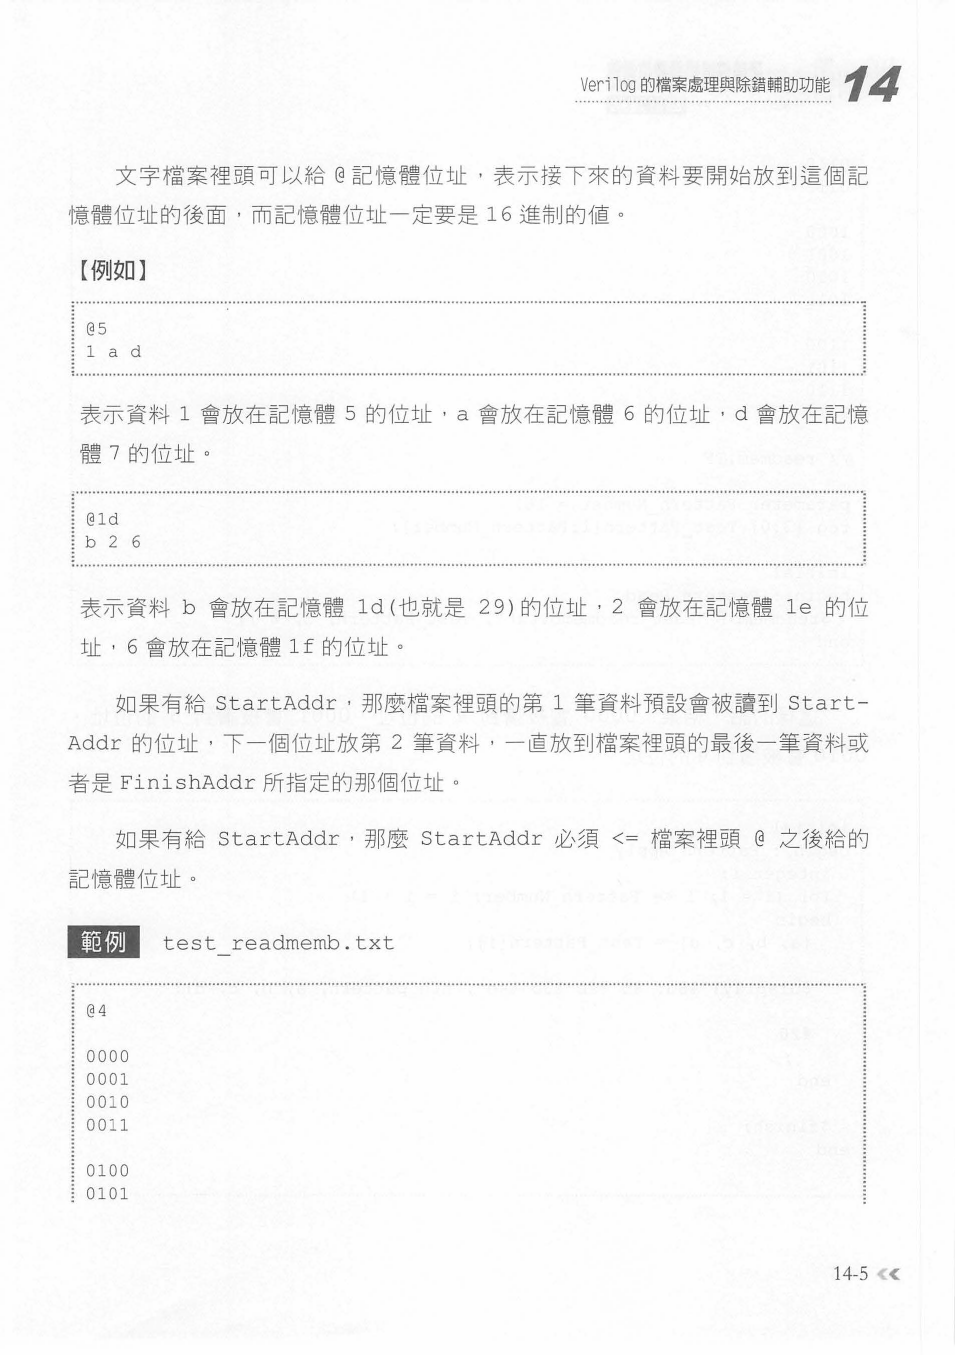 Verilog 的檔案處理與除錯輔助功能 14
文字檔案裡頭可以給 @ 記憶體位址，表示接下來的資料要開始放到這個記
憶體位址的後面，而記憶體位址一定要是 16 進制的值。
【例如】
@5
1 a d
表示資料 1 會放在記憶體 5 的位址，a 會放在記憶體 6 的位址，d 會放在記憶
體 7 的位址。
@1d
b 2 6
表示資料 b 會放在記憶體 1d(也就是 29)的位址，2 會放在記憶體 1e 的位
址，6 會放在記憶體 1f 的位址。
如果有給 StartAddr，那麼檔案裡頭的第 1 筆資料預設會被讀到 Start-
Addr 的位址，下一個位址放第 2 筆資料，一直放到檔案裡頭的最後一筆資料或
者是 FinishAddr 所指定的那個位址。
如果有給 StartAddr，那麼 StartAddr 必須 <= 檔案裡頭 @ 之後給的
記憶體位址。
範例 test_readmemb.txt
@4
0000
0001
0010
0011
0100
0101
14-5